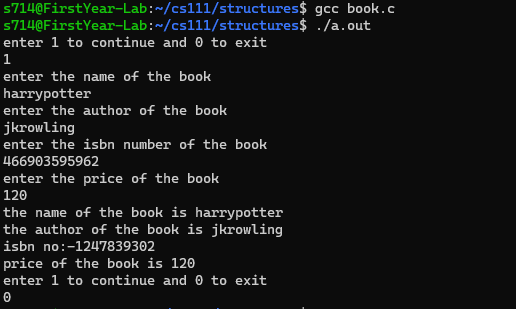 s714@FirstYear-Lab:~/cs111/structures$ gcc book.c
s714@FirstYear-Lab:~/cs111/structures$ ./a.out
enter 1 to continue and 0 to exit
1
enter the name of the book
harrypotter
enter the author of the book
jkrowling
enter the isbn number of the book
466903595962
enter the price of the book
120
the name of the book is harrypotter
the author of the book is jkrowling
isbn no:-1247839302
price of the book is 120
enter 1 to continue and 0 to exit
0